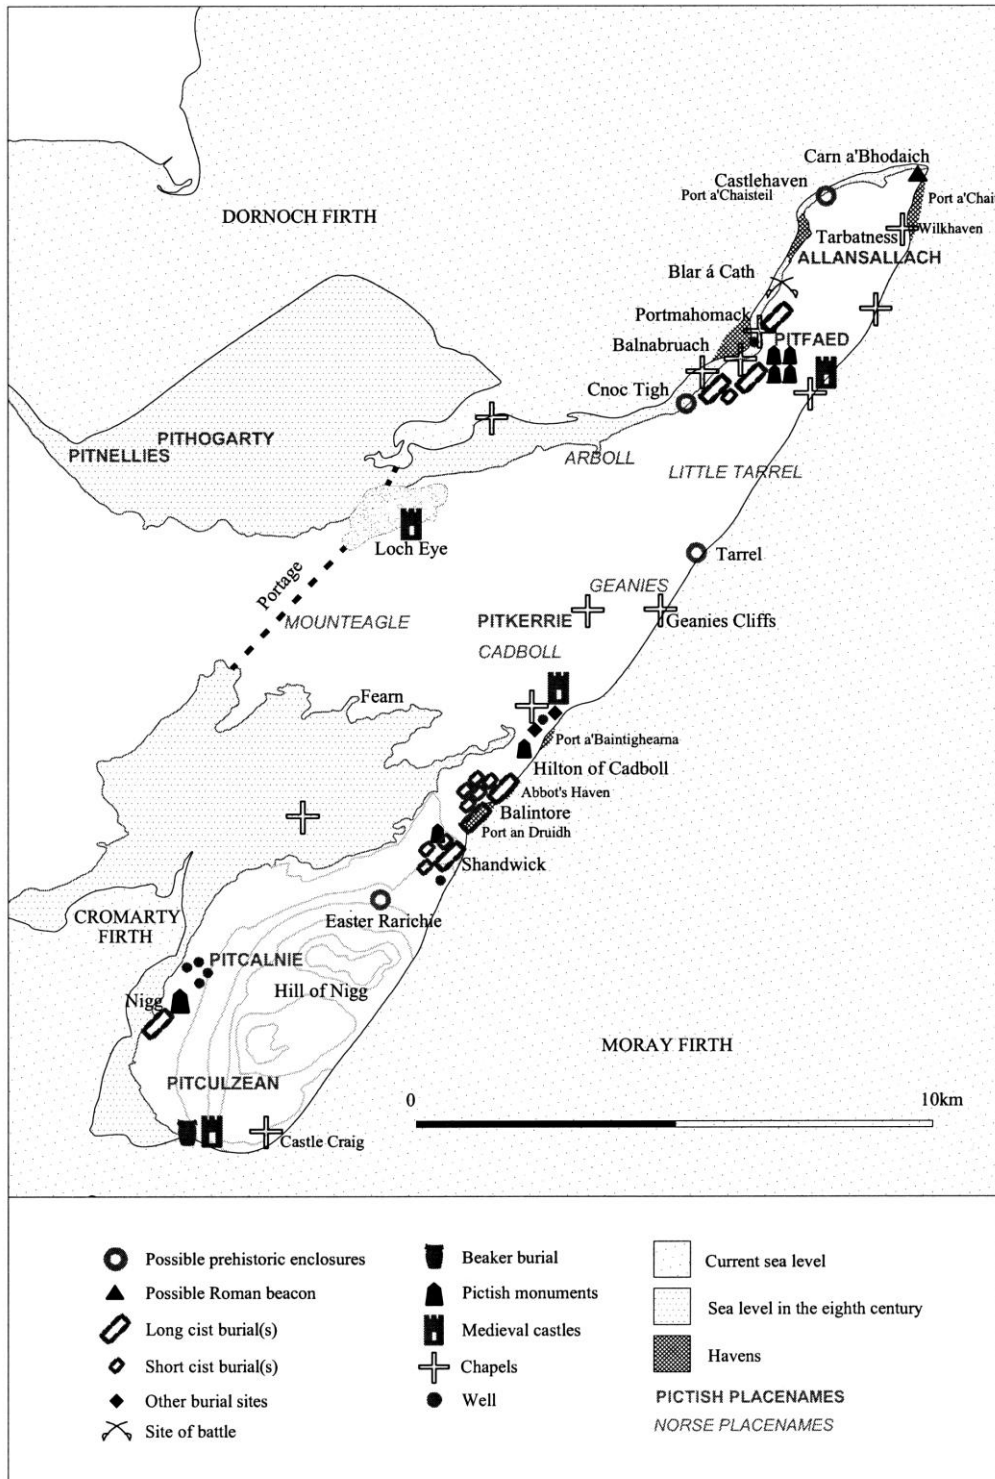 Carn a'Bhodaich
Castlehaven
Port a'Chaisteil
Port a'Chait
DORNOCH FIRTH
Wilkhaven
Tarbatness
ALLANSALLACH
Blar á Cath
Portmahomack
PITFAED
Balnabruach
Cnoc Tigh
PITHOGARTY
PITNELLIES
ARBOLL
LITTLE TARREL
Loch Eye
Tarrel
Portage
GEANIES
MOUNTEAGLE
PITKERRIE
Geanies Cliffs
CADBOLL
Fearn
Port a'Baintighearna
Hilton of Cadboll
Abbot's Haven
Balintore
Port an Druidh
Shandwick
CROMARTY
FIRTH
Easter Rarichie
PITCALNIE
Hill of Nigg
Nigg
MORAY FIRTH
PITCULZEAN
0 10km
Castle Craig
Possible prehistoric enclosures
Possible Roman beacon
Long cist burial(s)
Short cist burial(s)
Other burial sites
Site of battle
Beaker burial
Pictish monuments
Medieval castles
Chapels
Well
Current sea level
Sea level in the eighth century
Havens
PICTISH PLACENAMES
NORSE PLACENAMES